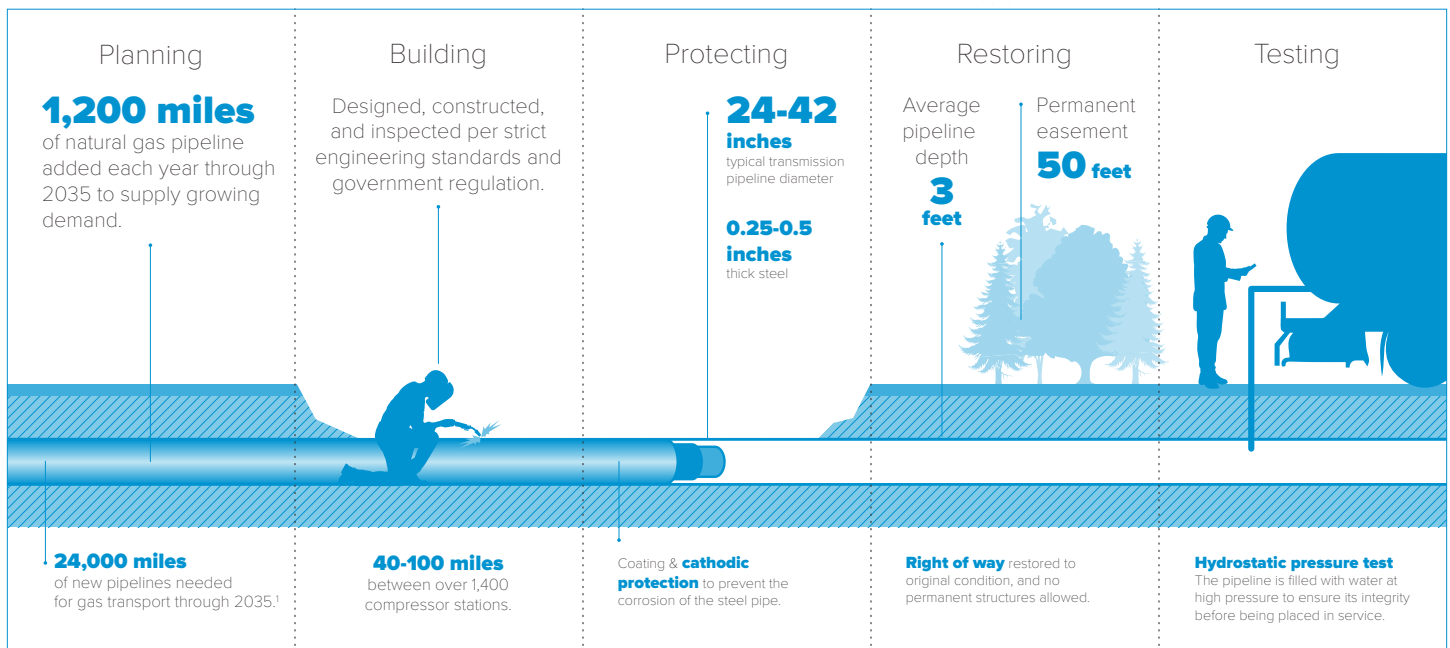 Planning
1,200 miles
of natural gas pipeline
added each year through
2035 to supply growing
demand.
24,000 miles
of new pipelines needed
for gas transport through 2035.¹
Building
Designed, constructed,
and inspected per strict
engineering standards and
government regulation.
40-100 miles
between over 1,400
compressor stations.
Protecting
24-42
inches
typical transmission
pipeline diameter
0.25-0.5
inches
thick steel
Coating & cathodic
protection to prevent the
corrosion of the steel pipe.
Restoring
Average
pipeline
depth
3
feet
Permanent
easement
50 feet
Right of way restored to
original condition, and no
permanent structures allowed.
Testing
Hydrostatic pressure test
The pipeline is filled with water at
high pressure to ensure its integrity
before being placed in service.